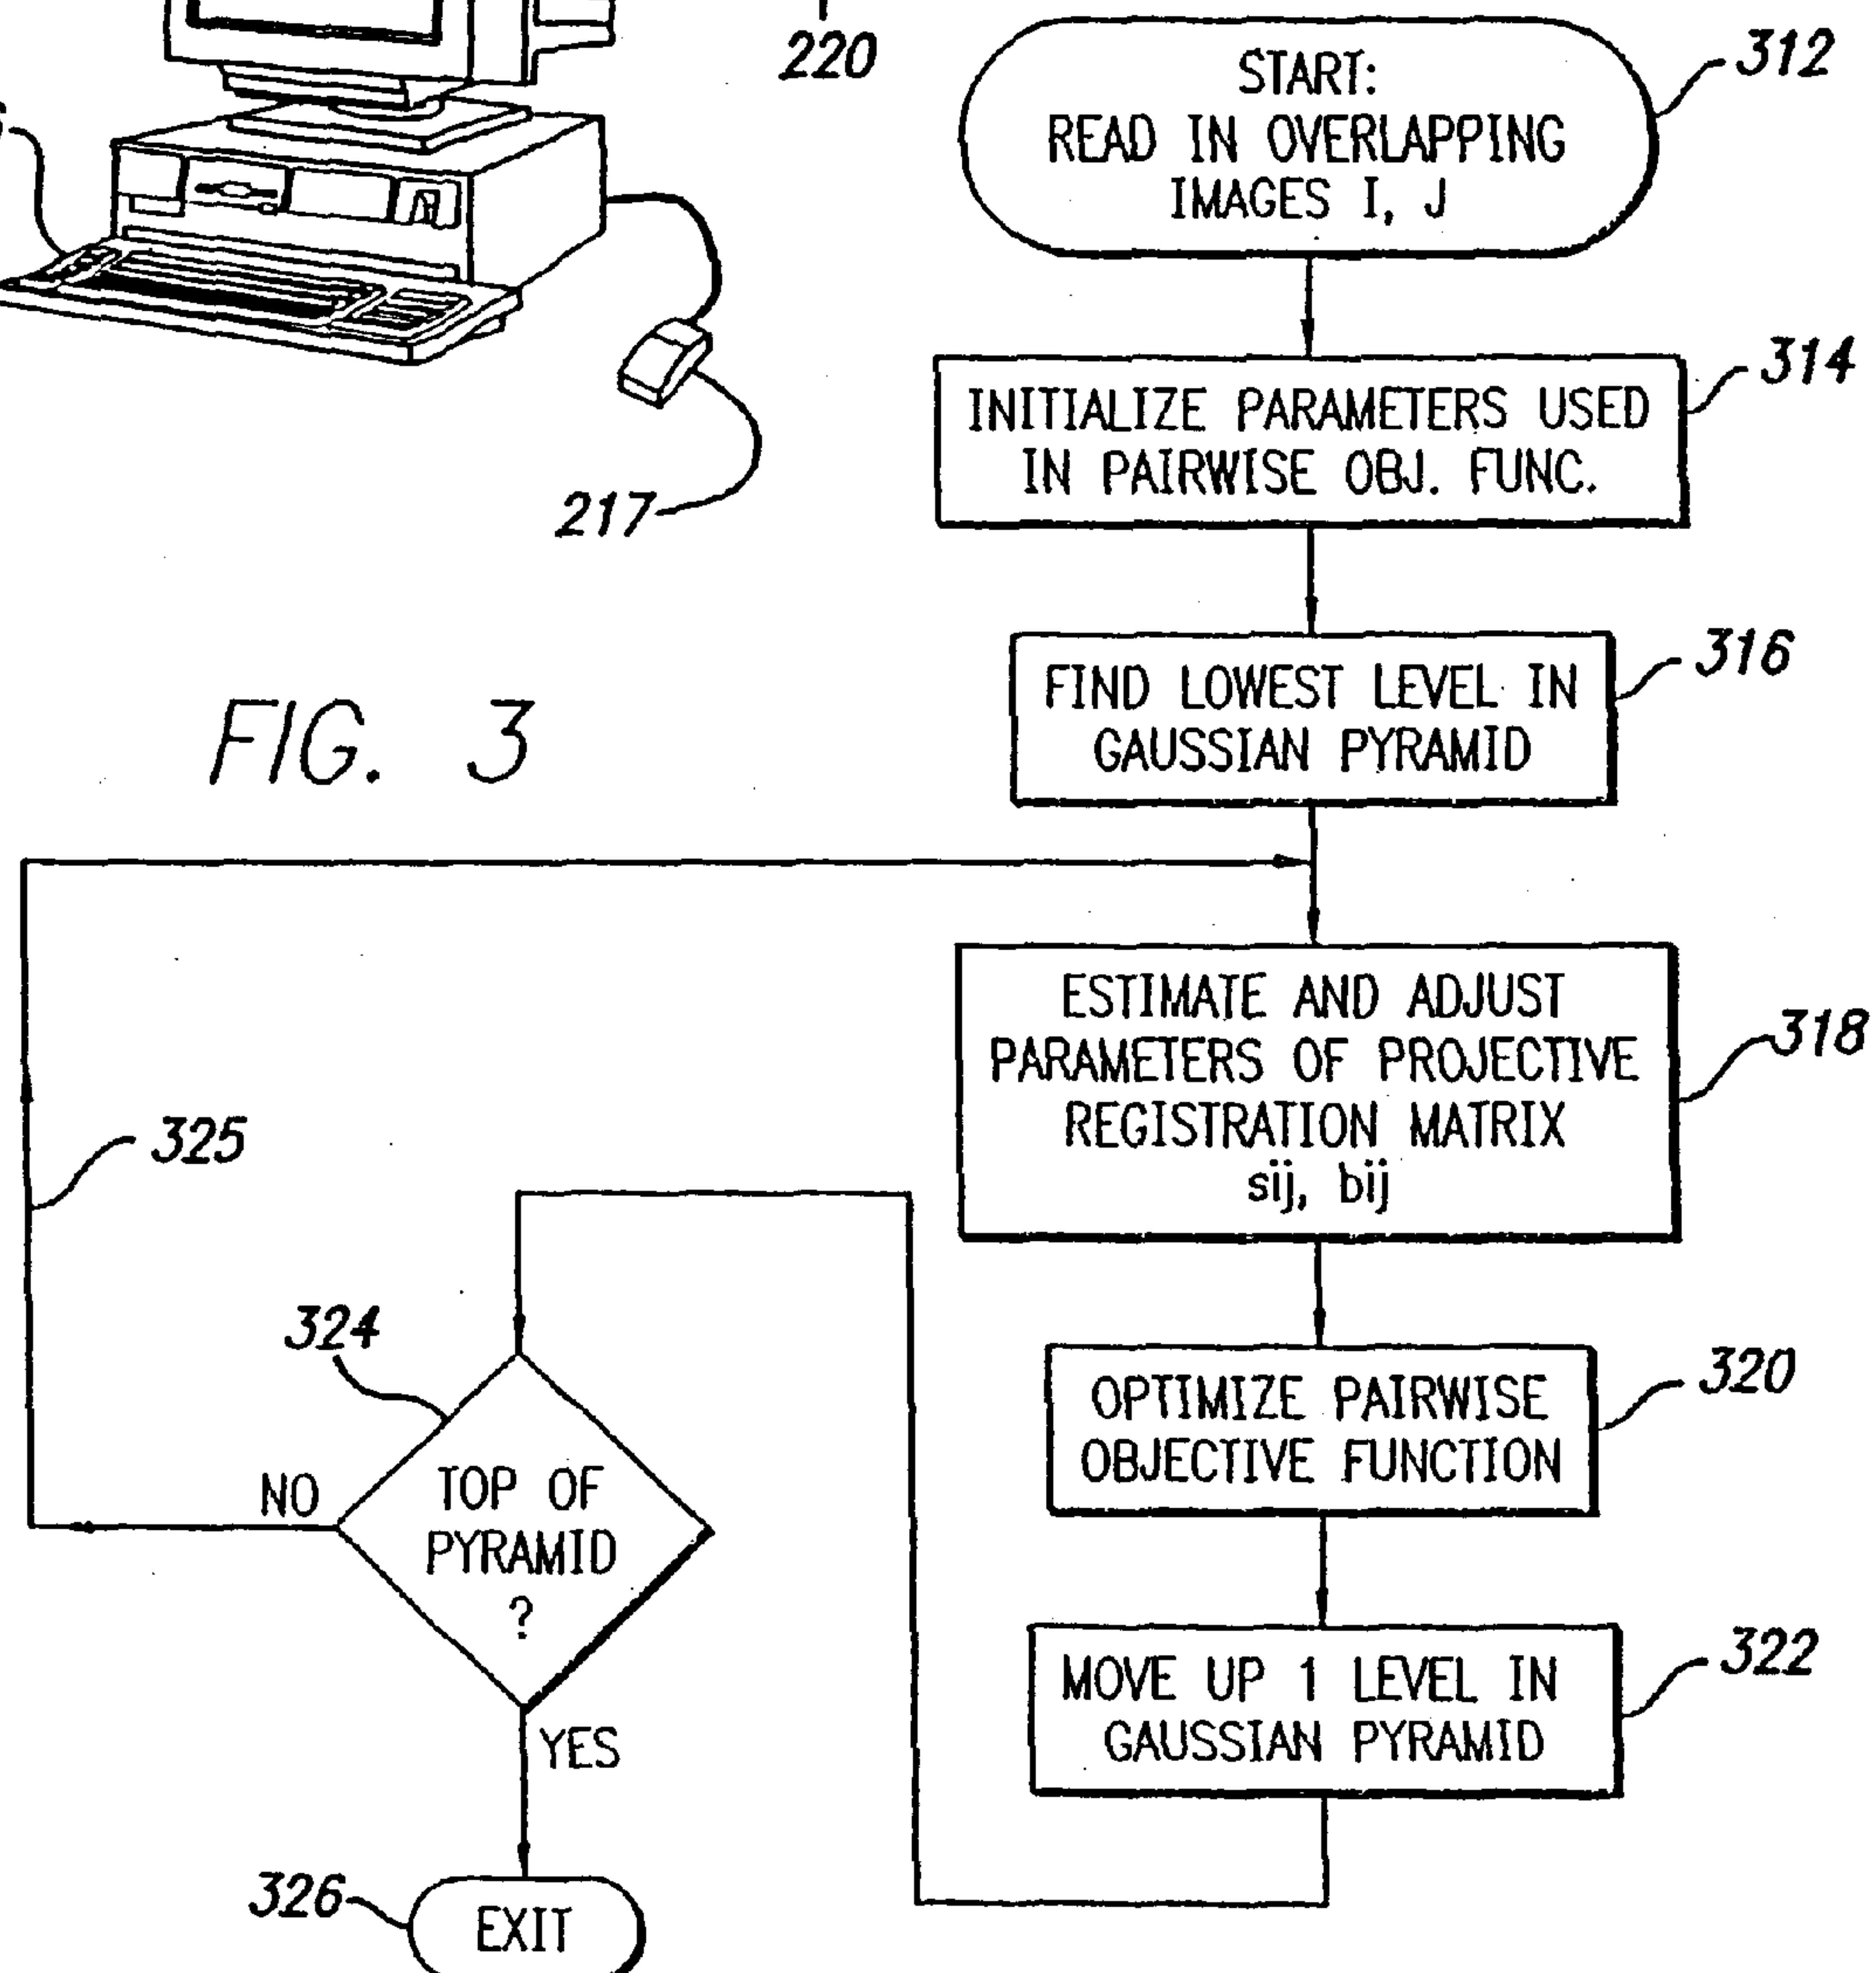 220
312
START:
READ IN OVERLAPPING
IMAGES I, J
314
INITIALIZE PARAMETERS USED
IN PAIRWISE OBJ. FUNC.
217
316
FIND LOWEST LEVEL IN
GAUSSIAN PYRAMID
FIG. 3
318
ESTIMATE AND ADJUST
PARAMETERS OF PROJECTIVE
REGISTRATION MATRIX
sij, bij
325
320
OPTIMIZE PAIRWISE
OBJECTIVE FUNCTION
322
MOVE UP 1 LEVEL IN
GAUSSIAN PYRAMID
324
NO
TOP OF
PYRAMID
?
YES
326
EXIT